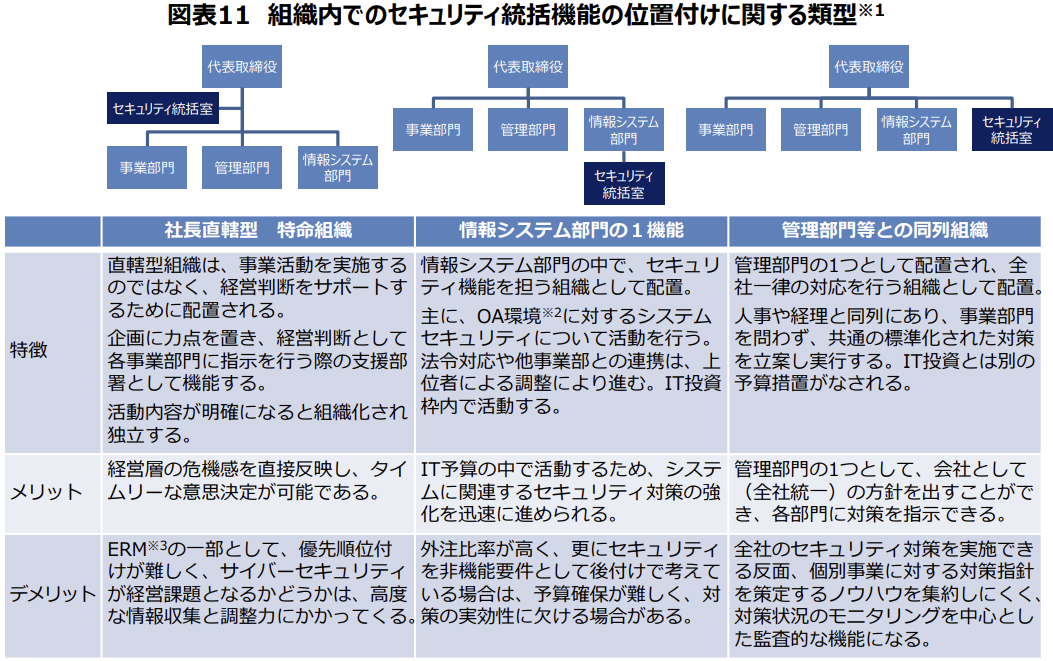 図表11 組織内でのセキュリティ統括機能の位置付けに関する類型※1
代表取締役
セキュリティ統括室
事業部門
管理部門
情報システム
部門
代表取締役
事業部門
管理部門
情報システム
部門
セキュリティ
統括室
代表取締役
事業部門
管理部門
情報システム
部門
セキュリティ
統括室
社長直轄型 特命組織
情報システム部門の１機能
管理部門等との同列組織
特徴
直轄型組織は、事業活動を実施する
のではなく、経営判断をサポートす
るために配置される。
企画に力点を置き、経営判断として
各事業部門に指示を行う際の支援部
署として機能する。
活動内容が明確になると組織化され
独立する。
情報システム部門の中で、セキュリ
ティ機能を担う組織として配置。
主に、OA環境※2に対するシステム
セキュリティについて活動を行う。
法令対応や他事業部との連携は、上
位者による調整により進む。IT投資
枠内で活動する。
管理部門の1つとして配置され、全
社一律の対応を行う組織として配置。
人事や経理と同列にあり、事業部門
を問わず、共通の標準化された対策
を立案し実行する。IT投資とは別の
予算措置がなされる。
メリット
経営層の危機感を直接反映し、タイ
ムリーな意思決定が可能である。
IT予算の中で活動するため、システ
ムに関連するセキュリティ対策の強
化を迅速に進められる。
管理部門の1つとして、会社として
（全社統一）の方針を出すことがで
き、各部門に対策を指示できる。
デメリット
ERM※3の一部として、優先順位付
けが難しく、サイバーセキュリティ
が経営課題となるかどうかは、高度
な情報収集と調整力にかかってくる。
外注比率が高く、更にセキュリティ
を非機能要件として後付けで考えてい
る場合は、予算確保が難しく、対
策の実効性に欠ける場合がある。
全社のセキュリティ対策を実施でき
る反面、個別事業に対する対策指針
を策定するノウハウを集約しにくく、
対策状況のモニタリングを中心とし
た監査的な機能になる。